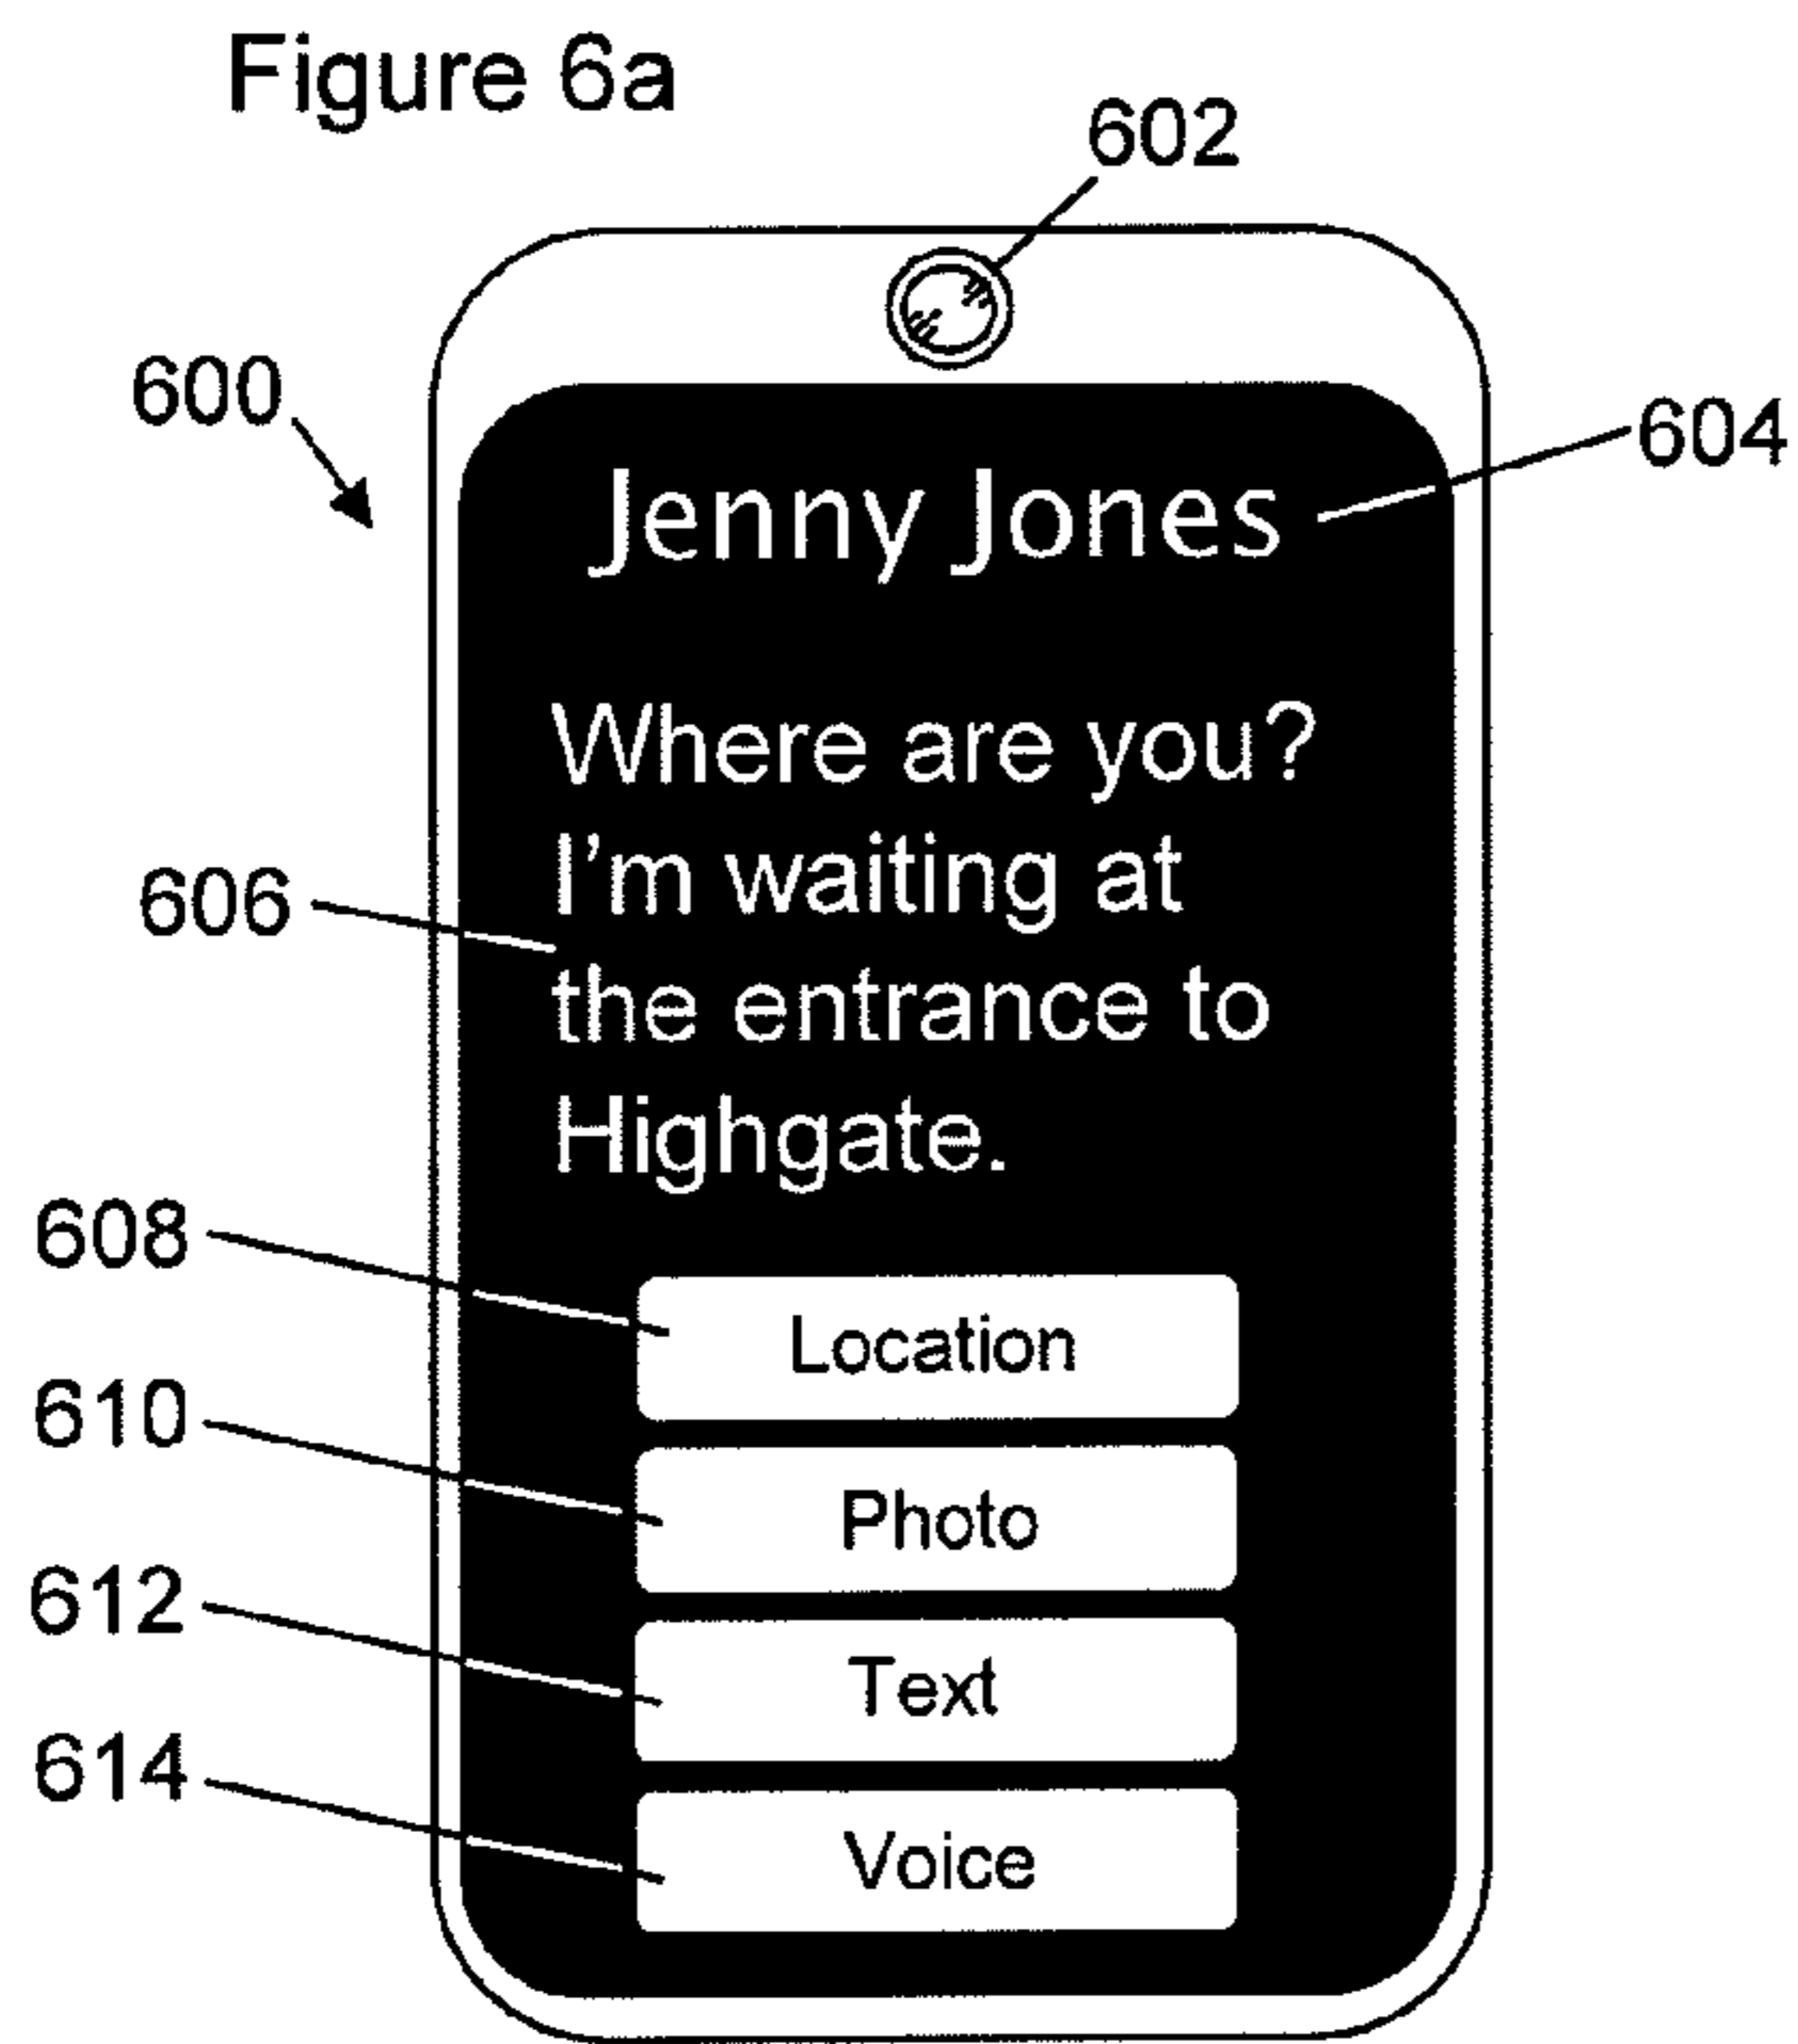 Figure 6a
602
600
604
Jenny Jones
Where are you?
I'm waiting at
606
the entrance to
Highgate.
608
Location
610
Photo
612
Text
614
Voice